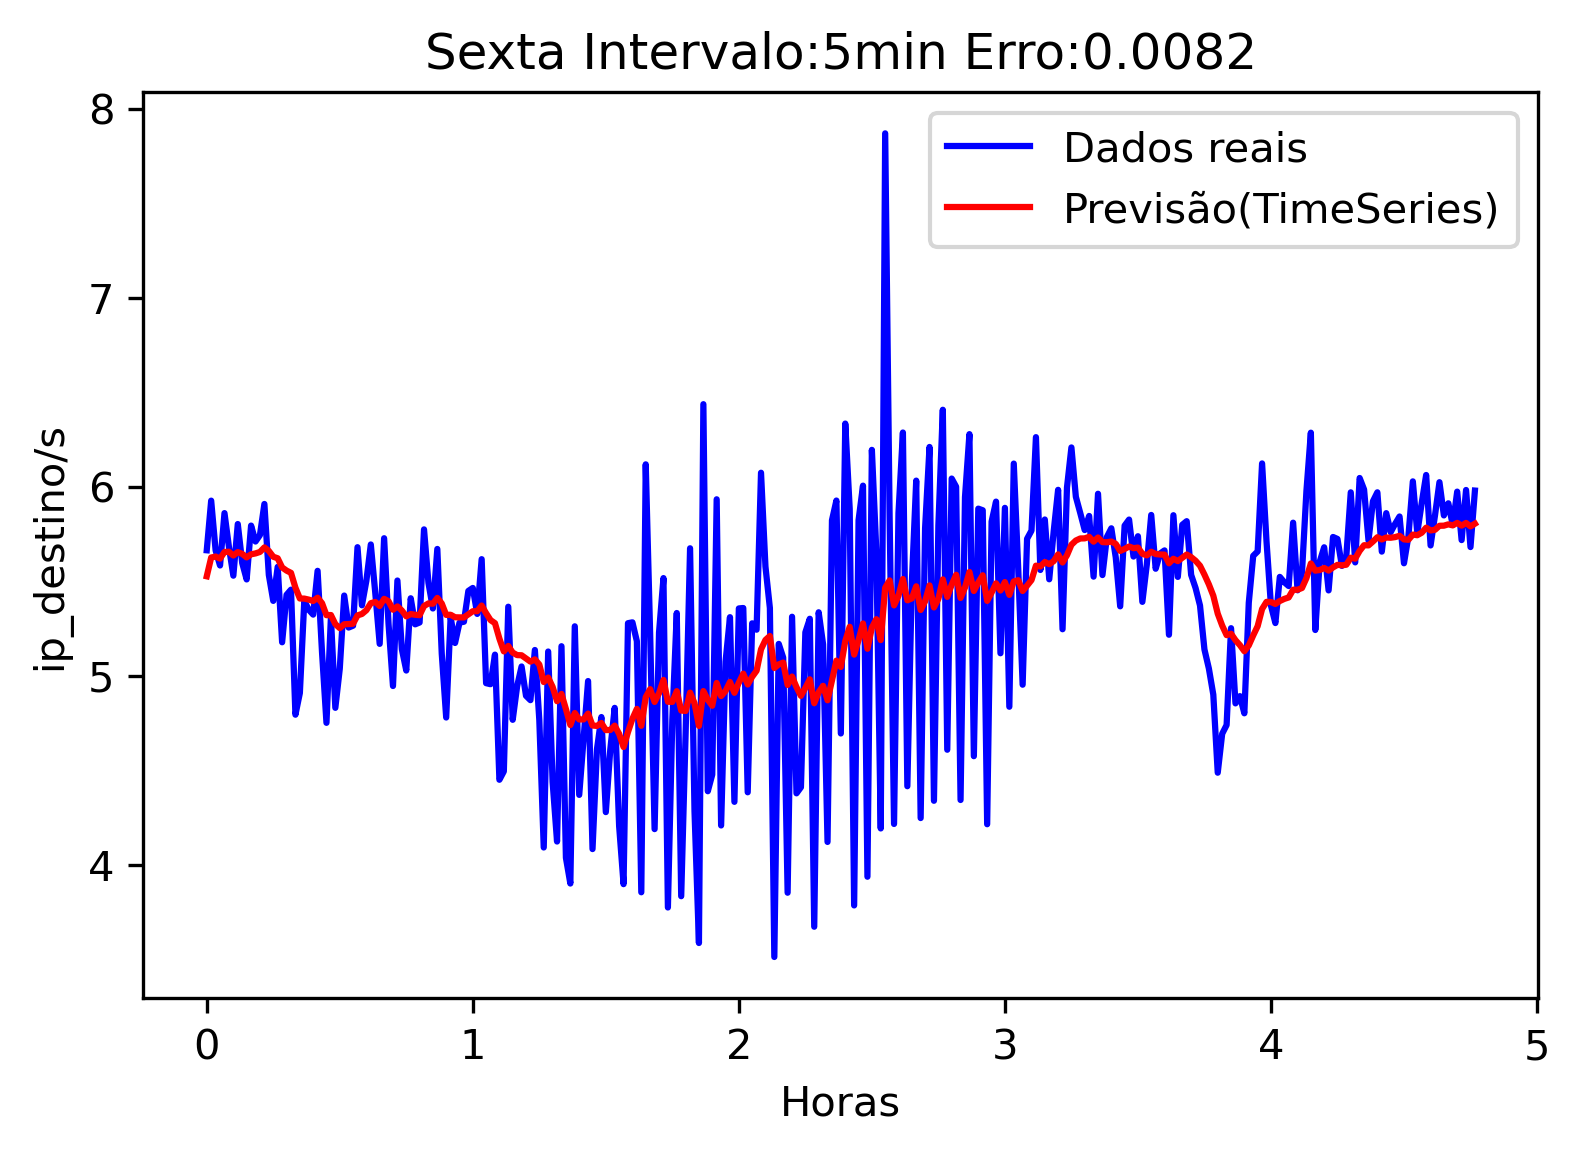 Sexta Intervalo:5min Erro:0.0082
Dados reais
Previsão(TimeSeries)
ip_destino/s
8
7
6
5
4
0 1 2 3 4 5
Horas